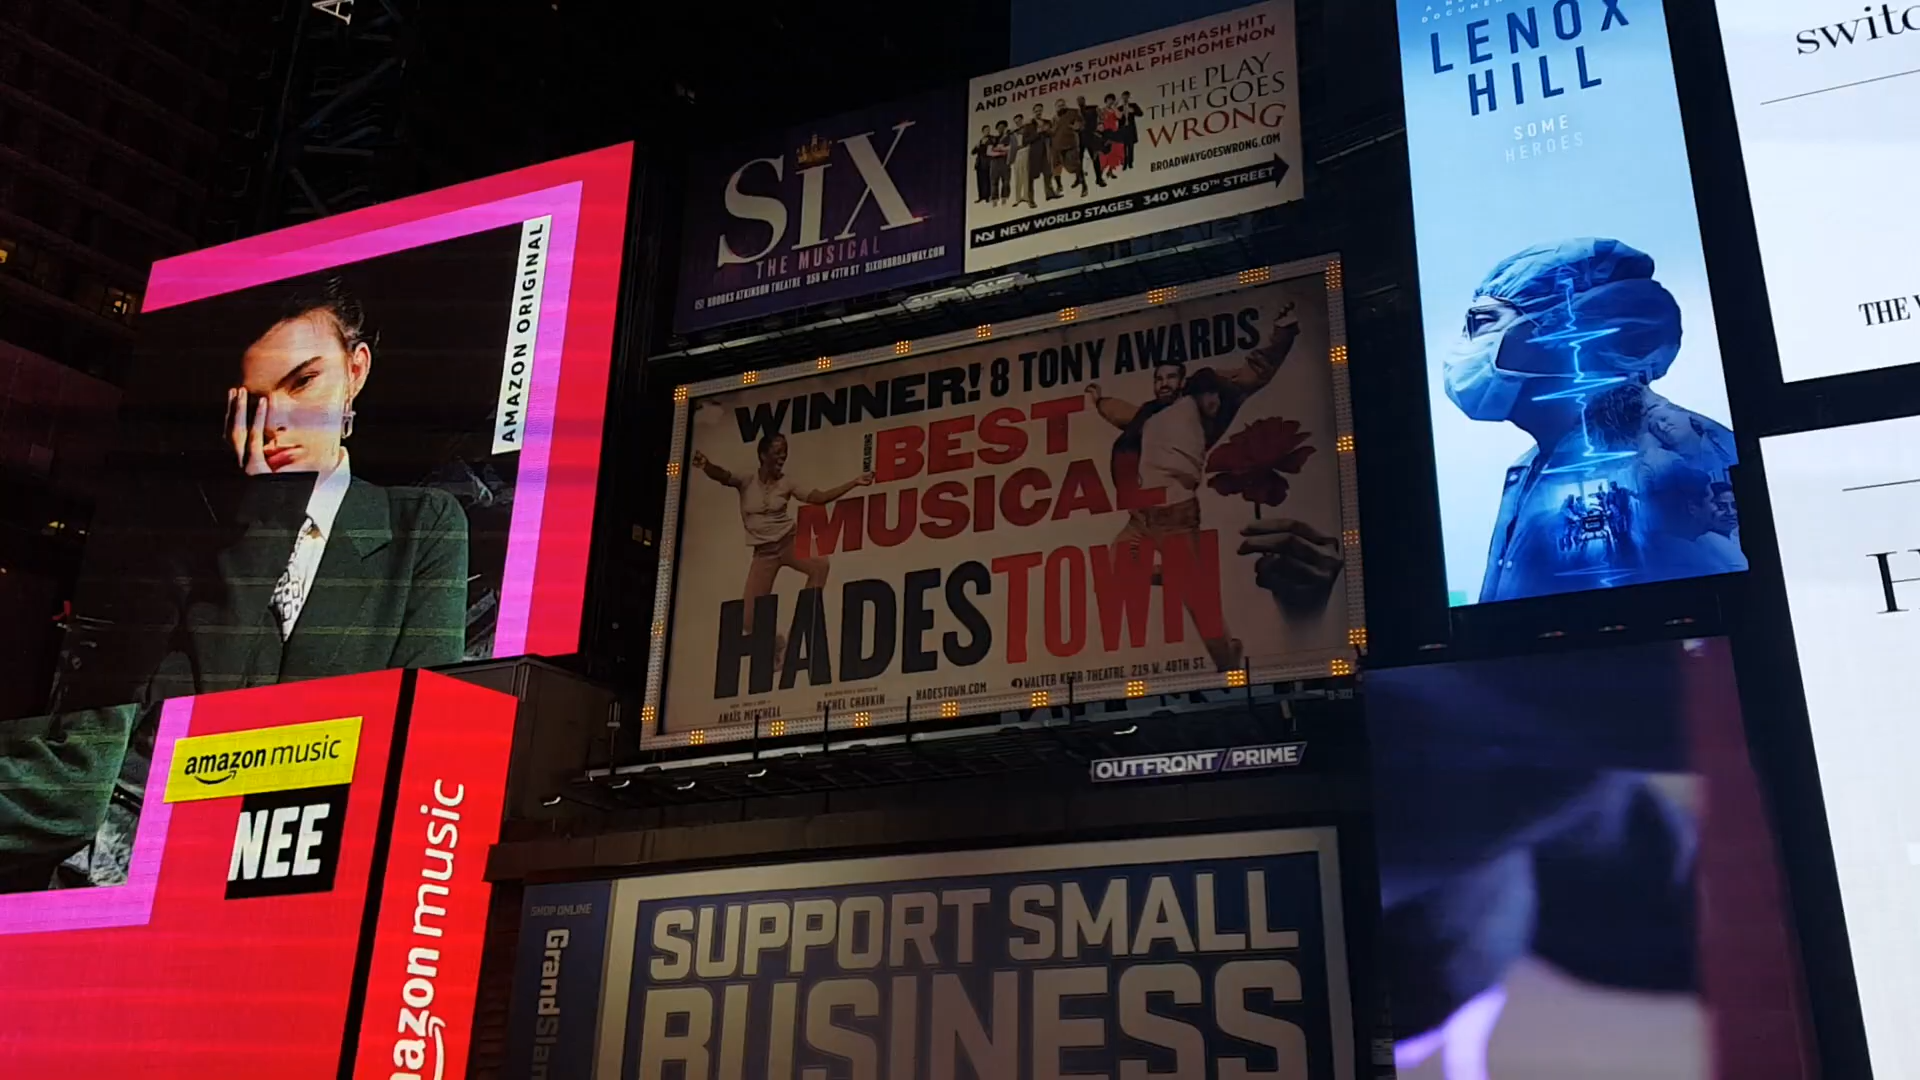 AMAZON ORIGINAL
amazon music
NEE
amazon music
SIX
THE MUSICAL
BROOKS ATKINSON THEATRE 256 W 47TH ST SIXONBROADWAY.COM
BROADWAY'S FUNNIEST SMASH HIT
AND INTERNATIONAL PHENOMENON
THE PLAY
THAT GOES
WRONG
BROADWAYGOESWRONG.COM
NEW WORLD STAGES 340 W. 50TH STREET
WINNER! 8 TONY AWARDS
INCLUDING
BEST
MUSICAL
HADESTOWN
ANAÏS MITCHELL
RACHEL CHAVKIN
HADESTOWN.COM
WALTER KERR THEATRE, 219 W. 48TH ST.
OUTFRONT/PRIME
SHOP ONLINE
GrandSla
SUPPORT SMALL
BUSINESS
LENOX
HILL
SOME
HEROES
switc
THE
H